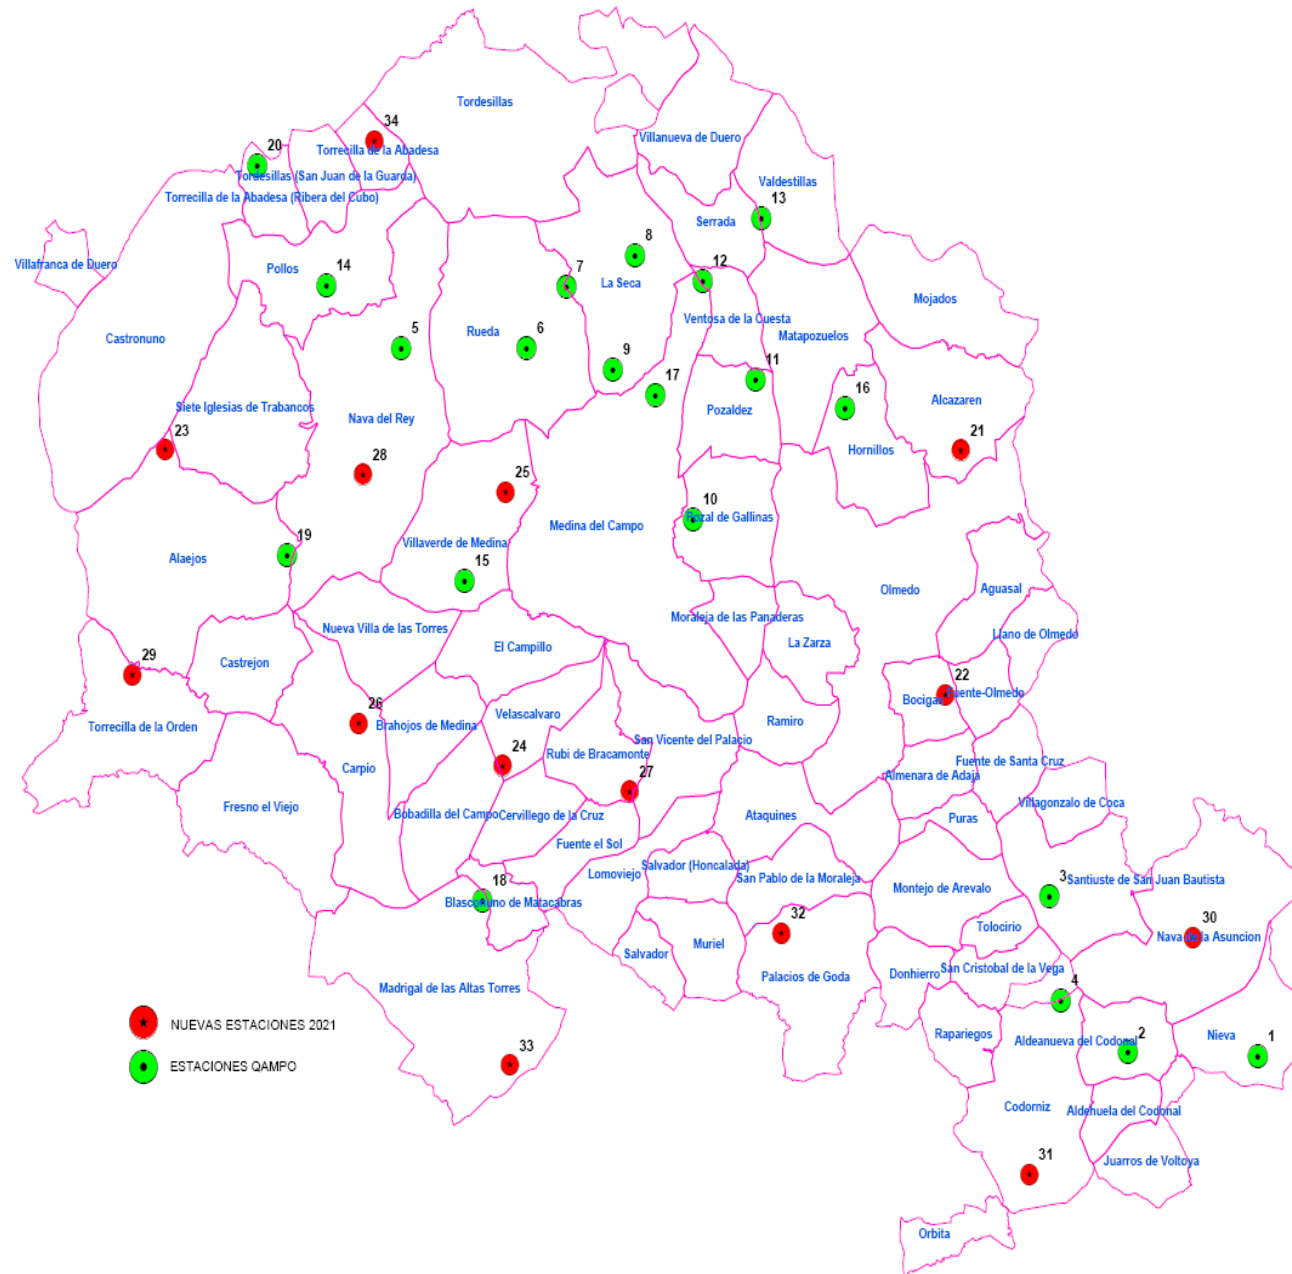 Tordesillas
34
Torrecilla de la Abadesa
20
Tordesillas (San Juan de la Guarda)
Torrecilla de la Abadesa (Ribera del Cubo)
Villanueva de Duero
Valdestillas
13
Serrada
Villafranca de Duero
Pollos
14
8
7
La Seca
12
Mojados
Ventosa de la Cuesta
5
Rueda
6
Matapozuelos
Castronuno
9
11
17
16
Siete Iglesias de Trabancos
Nava del Rey
Pozaldez
Alcazaren
23
21
28
Hornillos
25
10
Medina del Campo
Pozal de Gallinas
Villaverde de Medina
19
Alaejos
15
Olmedo
Aguasal
Moraleja de las Panaderas
Nueva Villa de las Torres
El Campillo
La Zarza
Llano de Olmedo
29
Castrejon
22
Fuente-Olmedo
Bocigas
26
Torrecilla de la Orden
Brahojos de Medina
Velascalvaro
Ramiro
San Vicente del Palacio
24
Rubi de Bracamonte
Carpio
27
Fuente de Santa Cruz
Almenara de Adaja
Fresno el Viejo
Villagonzalo de Coca
Bobadilla del Campo
Cervillego de la Cruz
Ataquines
Puras
Fuente el Sol
Salvador (Honcalada)
Lomoviejo
San Pablo de la Moraleja
18
3
Santiuste de San Juan Bautista
Montejo de Arevalo
Blasconuno de Matacabras
32
Tolocirio
30
Nava de la Asuncion
Salvador
Muriel
San Cristobal de la Vega
Palacios de Goda
Donhierro
4
Madrigal de las Altas Torres
NUEVAS ESTACIONES 2021
Rapariegos
Aldeanueva del Codonal
2
Nieva
1
33
ESTACIONES QAMPO
Codorniz
Aldehuela del Codonal
31
Juarros de Voltoya
Orbita